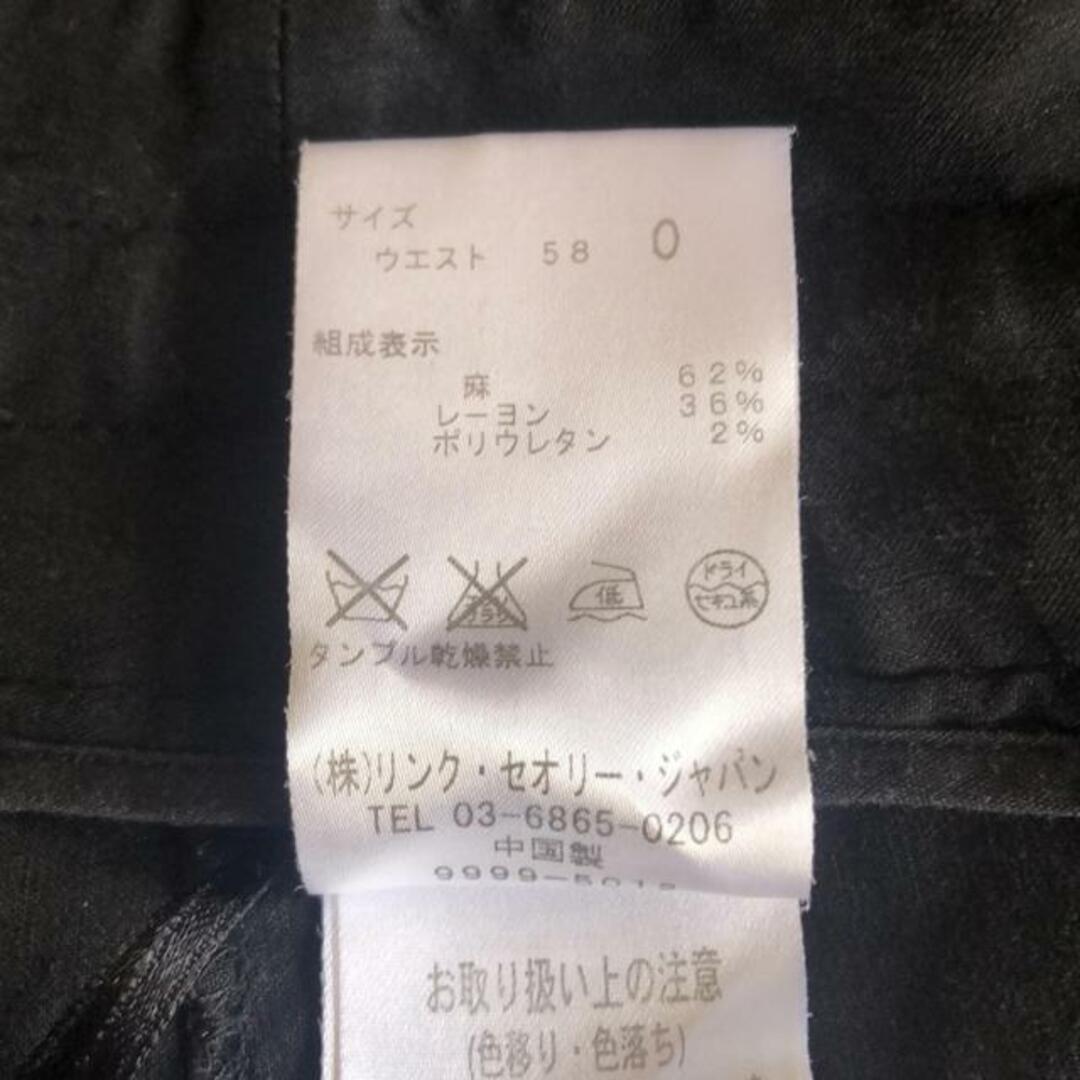 サイズ
ウエスト 58 0
組成表示
麻 62%
レーヨン 36%
ポリウレタン 2%
低 ドライ セキユ系
タンブル乾燥禁止
(株)リンク・セオリー・ジャパン
TEL 03-6865-0206
中国製
9999-501
お取り扱い上の注意
(色移り・色落ち)